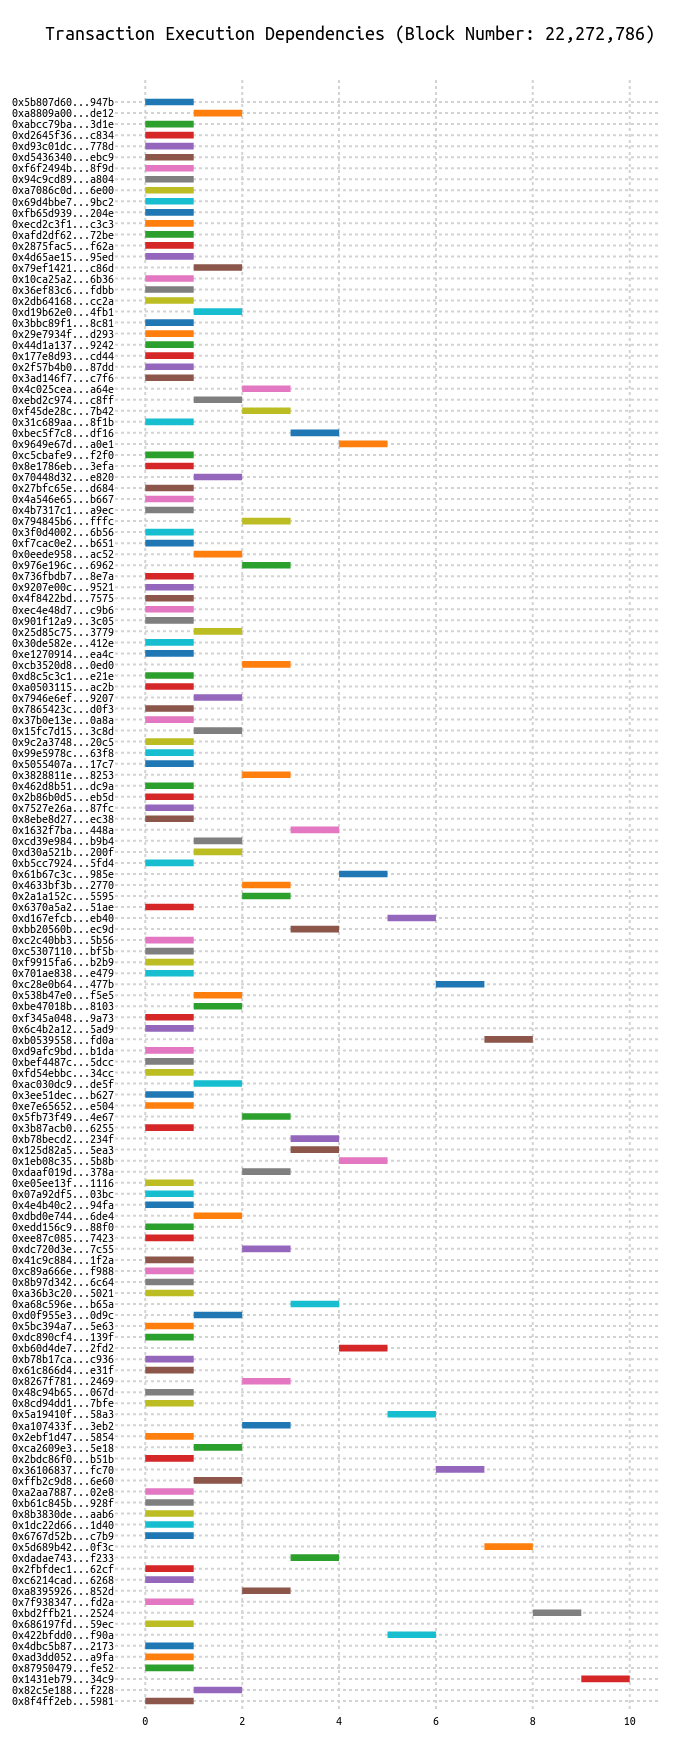 Transaction Execution Dependencies (Block Number: 22,272,786)
0x5b807d60...947b
0xa8809a00...de12
0xabcc79ba...3d1e
0xd2645f36...c834
0xd93c01dc...778d
0xd5436340...ebc9
0xf6f2494b...8f9d
0x94c9cd89...a804
0xa7086c0d...6e00
0x69d4bbe7...9bc2
0xfb65d939...204e
0xecd2c3f1...c3c3
0xafd2df62...72be
0x2875fac5...f62a
0x4d65ae15...95ed
0x79ef1421...c86d
0x10ca25a2...6b36
0x36ef83c6...fdbb
0x2db64168...cc2a
0xd19b62e0...4fb1
0x3bbc89f1...8c81
0x29e7934f...d293
0x44d1a137...9242
0x177e8d93...cd44
0x2f57b4b0...87dd
0x3ad146f7...c7f6
0x4c025cea...a64e
0xebd2c974...c8ff
0xf45de28c...7b42
0x31c689aa...8f1b
0xbec5f7c8...df16
0x9649e67d...a0e1
0xc5cbafe9...f2f0
0x8e1786eb...3efa
0x70448d32...e820
0x27bfc65e...d684
0x4a546e65...b667
0x4b7317c1...a9ec
0x794845b6...fffc
0x3f0d4002...6b56
0xf7cac0e2...b651
0x0eede958...ac52
0x976e196c...6962
0x736fbdb7...8e7a
0x9207e00c...9521
0x4f8422bd...7575
0xec4e48d7...c9b6
0x901f12a9...3c05
0x25d85c75...3779
0x30de582e...412e
0xe1270914...ea4c
0xcb3520d8...0ed0
0xd8c5c3c1...e21e
0xa0503115...ac2b
0x7946e6ef...9207
0x7865423c...d0f3
0x37b0e13e...0a8a
0x15fc7d15...3c8d
0x9c2a3748...20c5
0x99e5978c...63f8
0x5055407a...17c7
0x3828811e...8253
0x462d8b51...dc9a
0x2b86b0d5...eb5d
0x7527e26a...87fc
0x8ebe8d27...ec38
0x1632f7ba...448a
0xcd39e984...b9b4
0xd30a521b...200f
0xb5cc7924...5fd4
0x61b67c3c...985e
0x4633bf3b...2770
0x2a1a152c...5595
0x6370a5a2...51ae
0xd167efcb...eb40
0xbb20560b...ec9d
0xc2c40bb3...5b56
0xc5307110...bf5b
0xf9915fa6...b2b9
0x701ae838...e479
0xc28e0b64...477b
0x538b47e0...f5e5
0xbe47018b...8103
0xf345a048...9a73
0x6c4b2a12...5ad9
0xb0539558...fd0a
0xd9afc9bd...b1da
0xbef4487c...5dcc
0xfd54ebbc...34cc
0xac030dc9...de5f
0x3ee51dec...b627
0xe7e65652...e504
0x5fb73f49...4e67
0x3b87acb0...6255
0xb78becd2...234f
0x125d82a5...5ea3
0x1eb08c35...5b8b
0xdaaf019d...378a
0xe05ee13f...1116
0x07a92df5...03bc
0x4e4b40c2...94fa
0xdbd0e744...6de4
0xedd156c9...88f0
0xee87c085...7423
0xdc720d3e...7c55
0x41c9c884...1f2a
0xc89a666e...f988
0x8b97d342...6c64
0xa36b3c20...5021
0xa68c596e...b65a
0xd0f955e3...0d9c
0x5bc394a7...5e63
0xdc890cf4...139f
0xb60d4de7...2fd2
0xb78b17ca...c936
0x61c866d4...e31f
0x8267f781...2469
0x48c94b65...067d
0x8cd94dd1...7bfe
0x5a19410f...58a3
0xa107433f...3eb2
0x2ebf1d47...5854
0xca2609e3...5e18
0x2bdc86f0...b51b
0x36106837...fc70
0xffb2c9d8...6e60
0xa2aa7887...02e8
0xb61c845b...928f
0x8b3830de...aab6
0x1dc22d66...1d40
0x6767d52b...c7b9
0x5d689b42...0f3c
0xdadae743...f233
0x2fbfdec1...62cf
0xc6214cad...6268
0xa8395926...852d
0x7f938347...fd2a
0xbd2ffb21...2524
0x686197fd...59ec
0x422bfdd0...f90a
0x4dbc5b87...2173
0xad3dd052...a9fa
0x87950479...fe52
0x1431eb79...34c9
0x82c5e188...f228
0x8f4ff2eb...5981
0 2 4 6 8 10